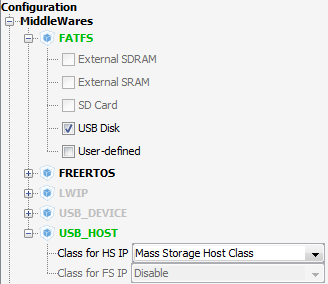 Configuration
MiddleWares
FATFS
External SDRAM
External SRAM
SD Card
USB Disk
User-defined
FREERTOS
LWIP
USB_DEVICE
USB_HOST
Class for HS IP Mass Storage Host Class
Class for FS IP Disable